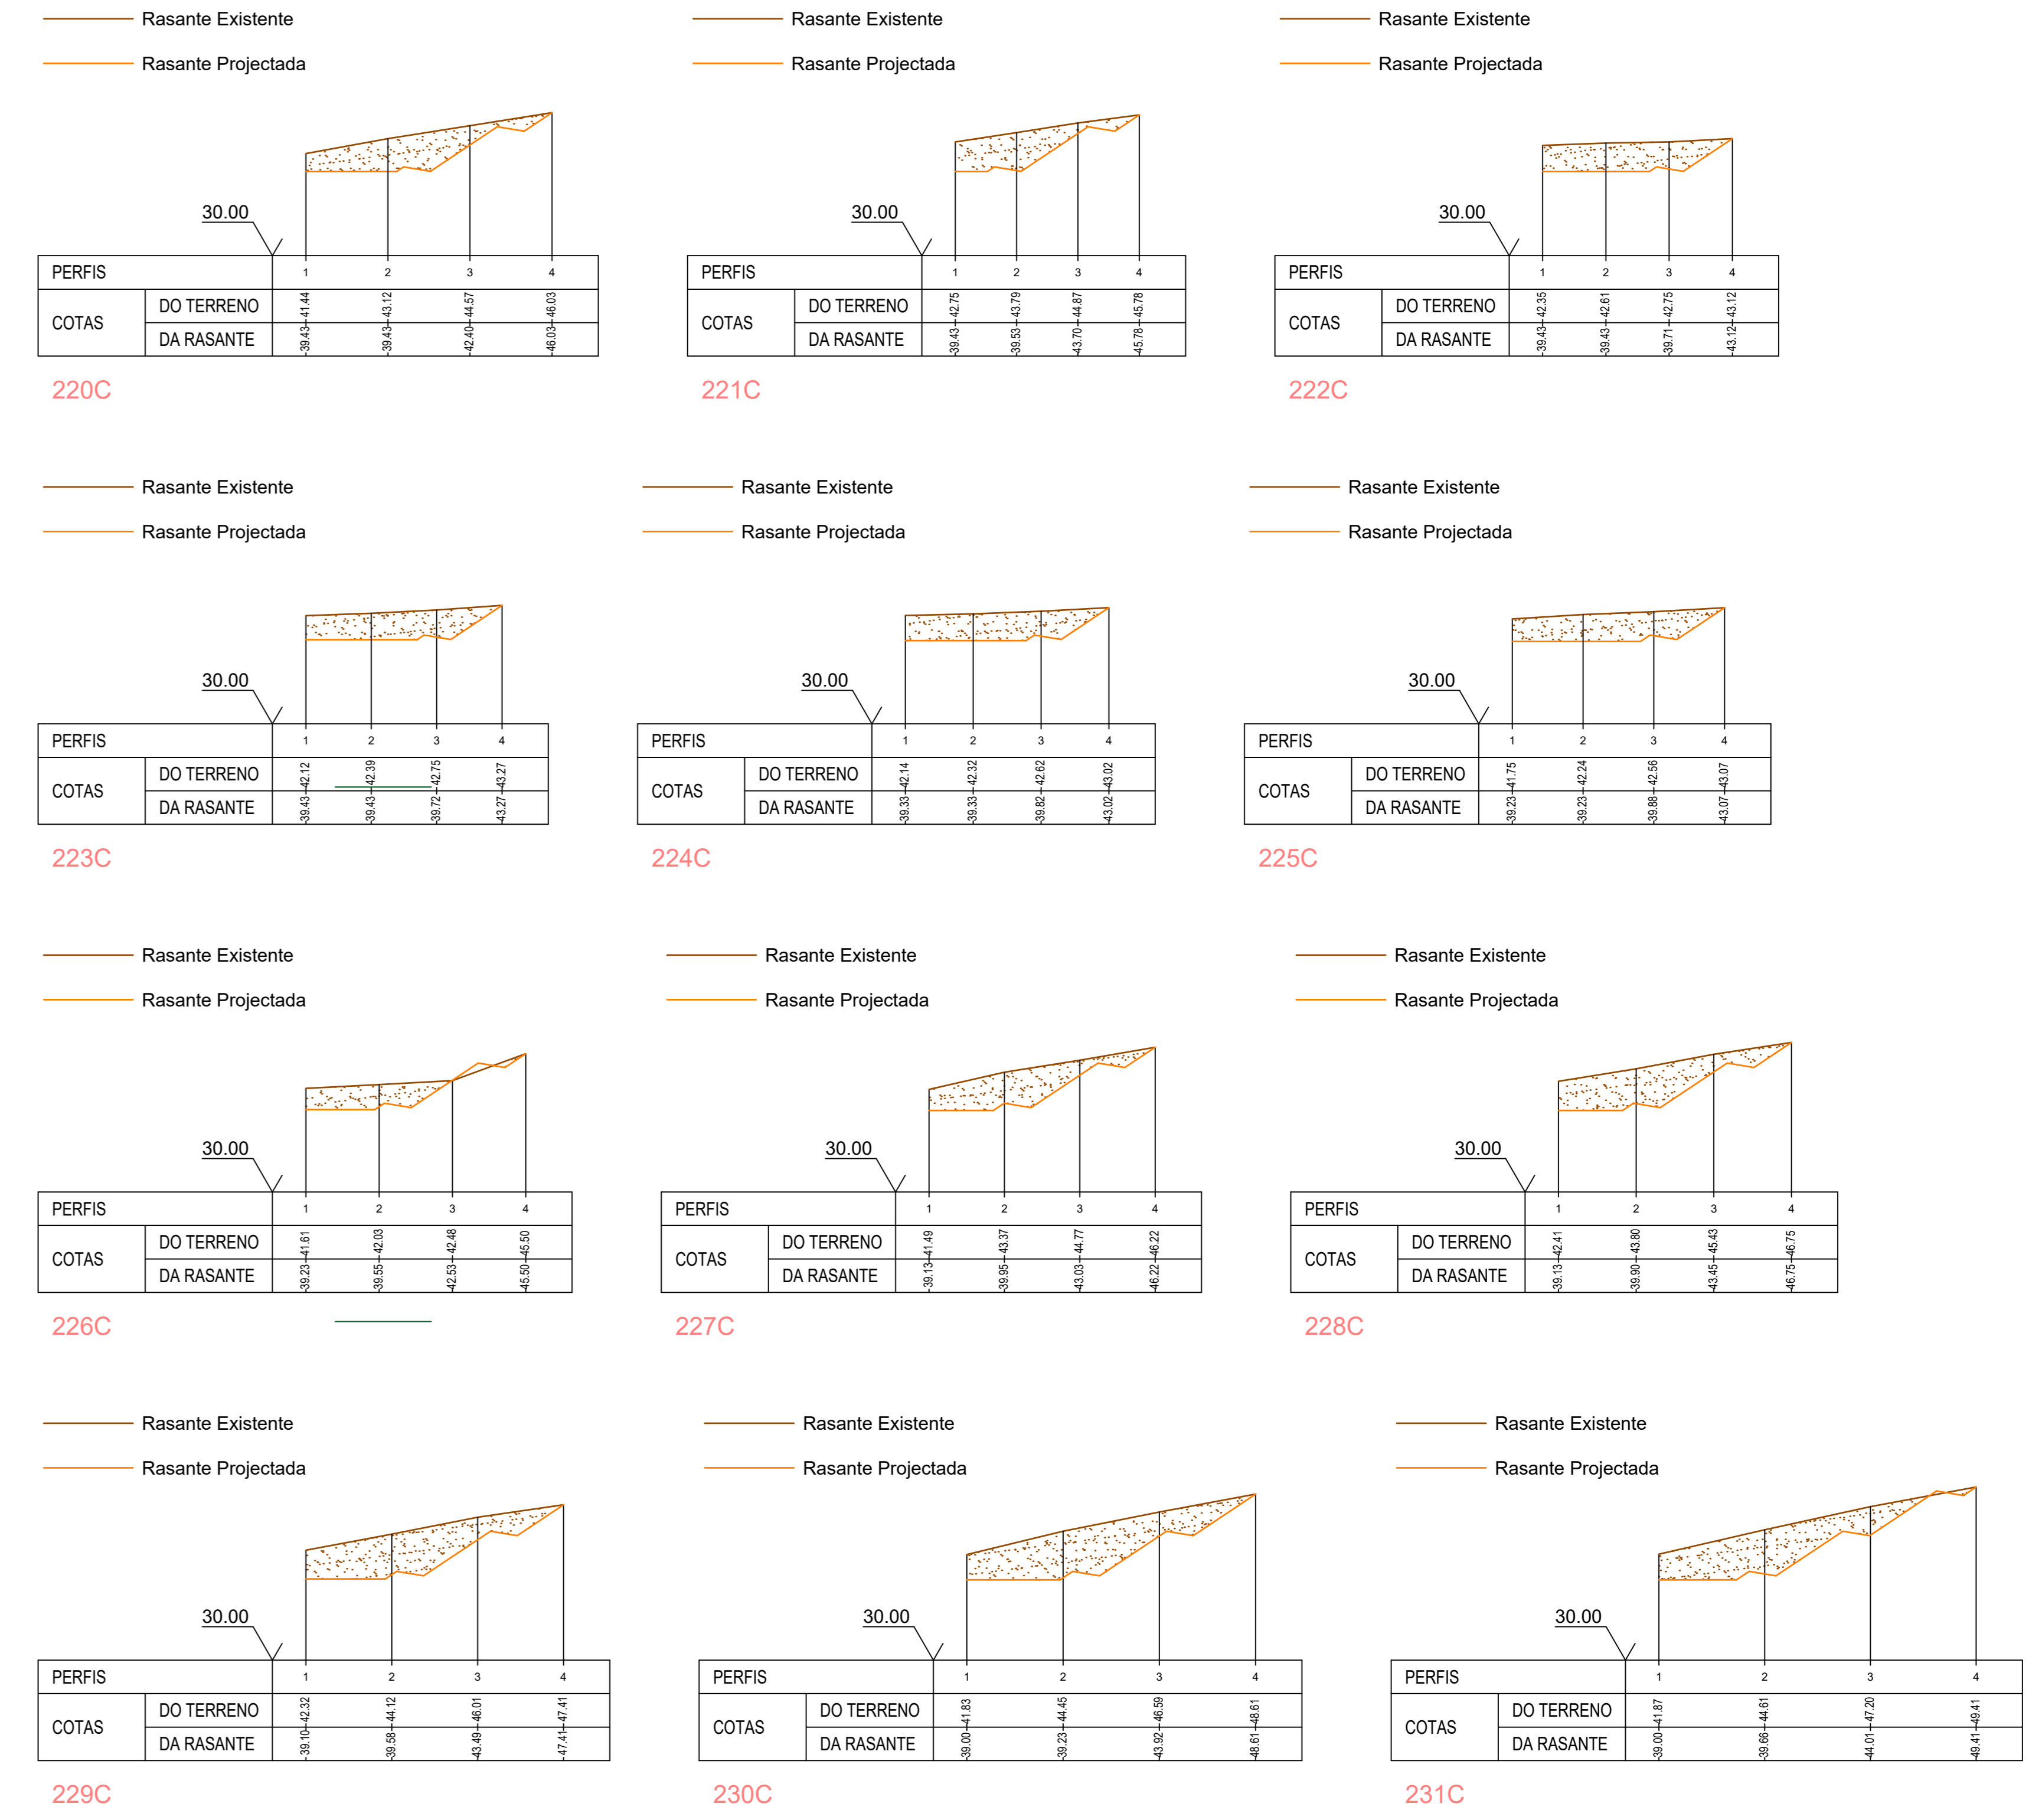 Rasante Existente
Rasante Projectada
30.00
PERFIS 1 2 3 4
COTAS
DO TERRENO 41.44 43.12 44.57 46.03
DA RASANTE 39.43 39.43 42.40 46.03
220C
Rasante Existente
Rasante Projectada
30.00
PERFIS 1 2 3 4
COTAS
DO TERRENO 42.75 43.79 44.87 45.78
DA RASANTE 39.43 39.53 43.70 45.78
221C
Rasante Existente
Rasante Projectada
30.00
PERFIS 1 2 3 4
COTAS
DO TERRENO 42.35 42.61 42.75 43.12
DA RASANTE 39.43 39.43 39.71 43.12
222C
Rasante Existente
Rasante Projectada
30.00
PERFIS 1 2 3 4
COTAS
DO TERRENO 42.12 42.39 42.75 43.27
DA RASANTE 39.43 39.43 39.72 43.27
223C
Rasante Existente
Rasante Projectada
30.00
PERFIS 1 2 3 4
COTAS
DO TERRENO 42.14 42.32 42.62 43.02
DA RASANTE 39.33 39.33 39.82 43.02
224C
Rasante Existente
Rasante Projectada
30.00
PERFIS 1 2 3 4
COTAS
DO TERRENO 41.75 42.24 42.56 43.07
DA RASANTE 39.23 39.23 39.88 43.07
225C
Rasante Existente
Rasante Projectada
30.00
PERFIS 1 2 3 4
COTAS
DO TERRENO 41.61 42.03 42.48 45.50
DA RASANTE 39.23 39.55 42.53 45.50
226C
Rasante Existente
Rasante Projectada
30.00
PERFIS 1 2 3 4
COTAS
DO TERRENO 41.49 43.37 44.77 46.22
DA RASANTE 39.13 39.95 43.03 46.22
227C
Rasante Existente
Rasante Projectada
30.00
PERFIS 1 2 3 4
COTAS
DO TERRENO 42.41 43.80 45.43 46.75
DA RASANTE 39.13 39.90 43.45 46.75
228C
Rasante Existente
Rasante Projectada
30.00
PERFIS 1 2 3 4
COTAS
DO TERRENO 42.32 44.12 46.01 47.41
DA RASANTE 39.10 39.58 43.49 47.41
229C
Rasante Existente
Rasante Projectada
30.00
PERFIS 1 2 3 4
COTAS
DO TERRENO 41.83 44.45 46.59 48.61
DA RASANTE 39.00 39.23 43.92 48.61
230C
Rasante Existente
Rasante Projectada
30.00
PERFIS 1 2 3 4
COTAS
DO TERRENO 41.87 44.61 47.20 49.41
DA RASANTE 39.00 39.66 44.01 49.41
231C